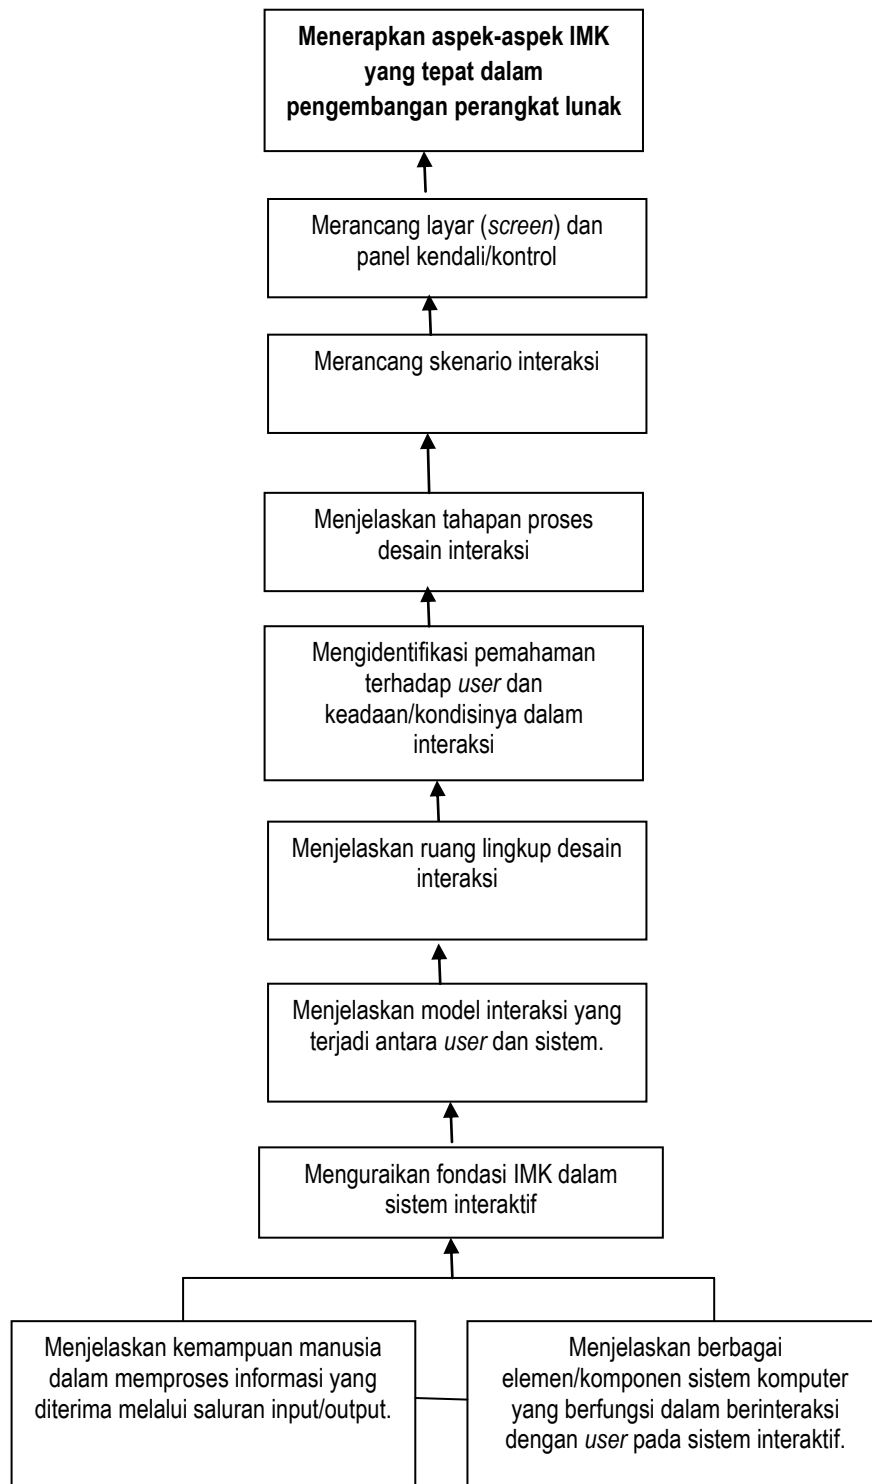 Menerapkan aspek-aspek IMK
yang tepat dalam
pengembangan perangkat lunak
Merancang layar (screen) dan
panel kendali/kontrol
Merancang skenario interaksi
Menjelaskan tahapan proses
desain interaksi
Mengidentifikasi pemahaman
terhadap user dan
keadaan/kondisinya dalam
interaksi
Menjelaskan ruang lingkup desain
interaksi
Menjelaskan model interaksi yang
terjadi antara user dan sistem.
Menguraikan fondasi IMK dalam
sistem interaktif
Menjelaskan kemampuan manusia
dalam memproses informasi yang
diterima melalui saluran input/output.
Menjelaskan berbagai
elemen/komponen sistem komputer
yang berfungsi dalam berinteraksi
dengan user pada sistem interaktif.